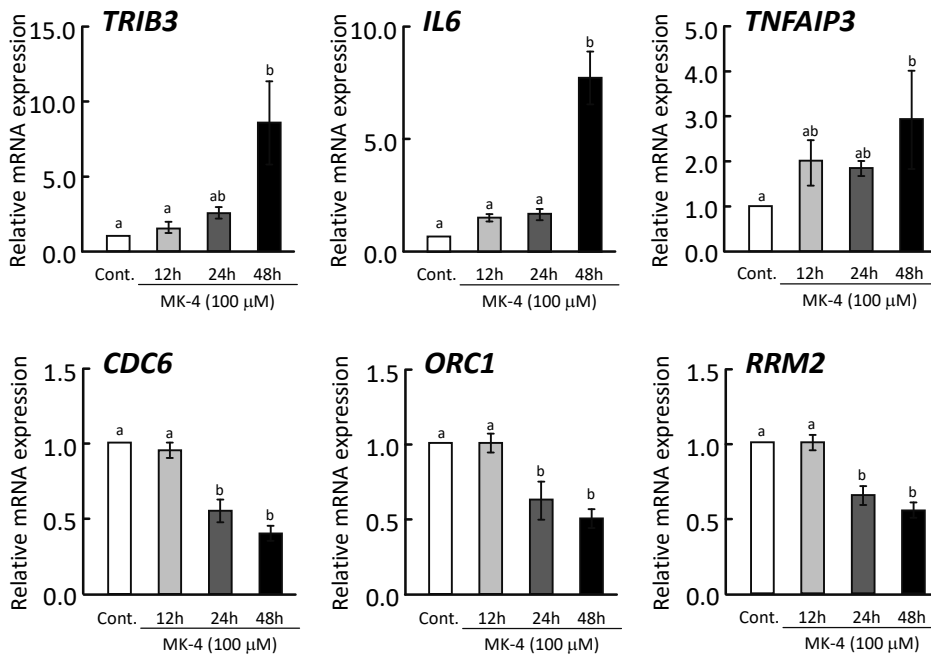 TRIB3
Relative mRNA expression
15.0
10.0
5.0
0.0
a
a
ab
b
Cont.
12h
24h
48h
MK-4 (100 μM)
IL6
Relative mRNA expression
10.0
5.0
0.0
a
a
a
b
Cont.
12h
24h
48h
MK-4 (100 μM)
TNFAIP3
Relative mRNA expression
5.0
4.0
3.0
2.0
1.0
0.0
a
ab
ab
b
Cont.
12h
24h
48h
MK-4 (100 μM)
CDC6
Relative mRNA expression
1.5
1.0
0.5
0.0
a
a
b
b
Cont.
12h
24h
48h
MK-4 (100 μM)
ORC1
Relative mRNA expression
1.5
1.0
0.5
0.0
a
a
b
b
Cont.
12h
24h
48h
MK-4 (100 μM)
RRM2
Relative mRNA expression
1.5
1.0
0.5
0.0
a
a
b
b
Cont.
12h
24h
48h
MK-4 (100 μM)